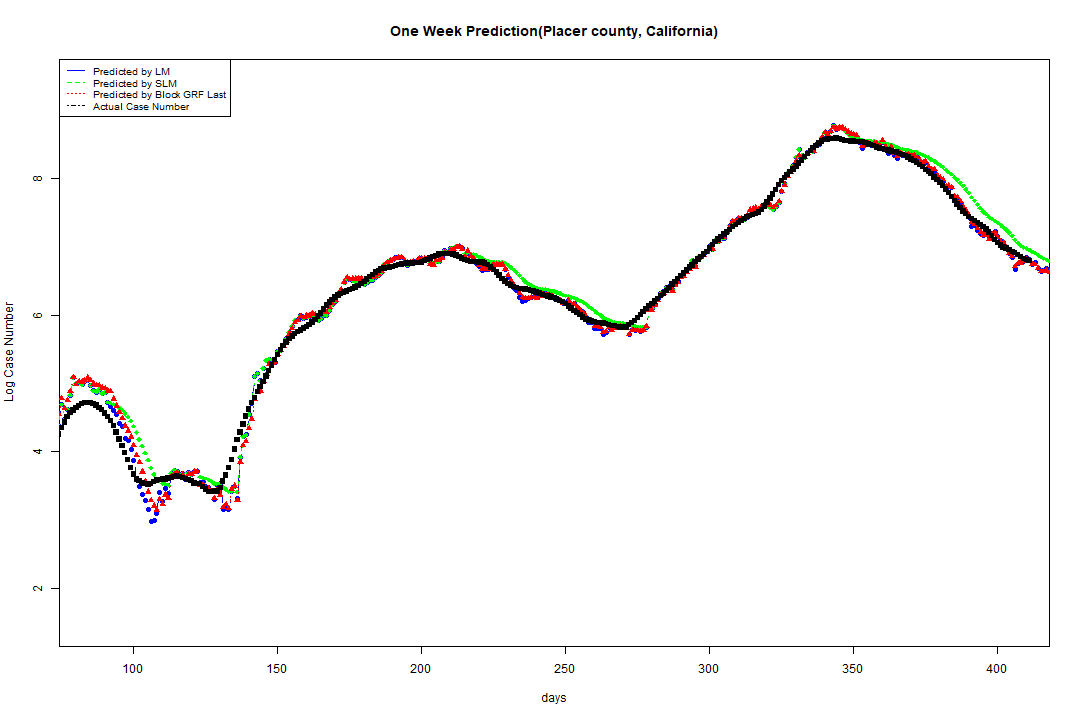 One Week Prediction(Placer county, California)
Predicted by LM
Predicted by SLM
Predicted by Block GRF Last
Actual Case Number
8
6
4
2
Log Case Number
100 150 200 250 300 350 400
days